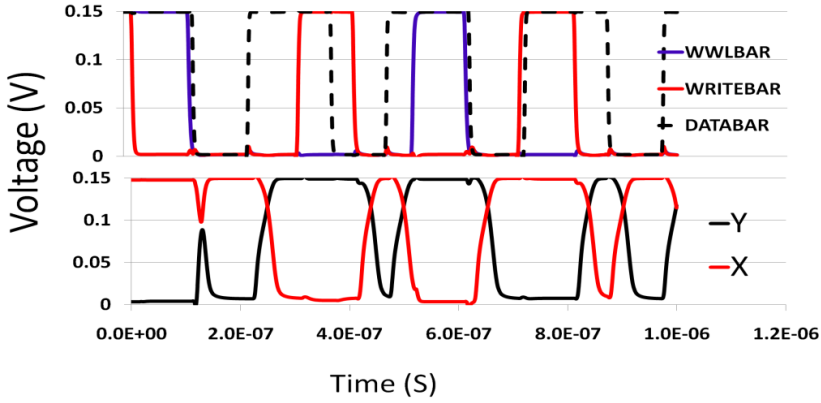 Voltage (V)
0.15
0.1
0.05
0
WWLBAR
WRITEBAR
DATABAR
0.15
0.1
0.05
0
Y
X
0.0E+00 2.0E-07 4.0E-07 6.0E-07 8.0E-07 1.0E-06 1.2E-06
Time (S)